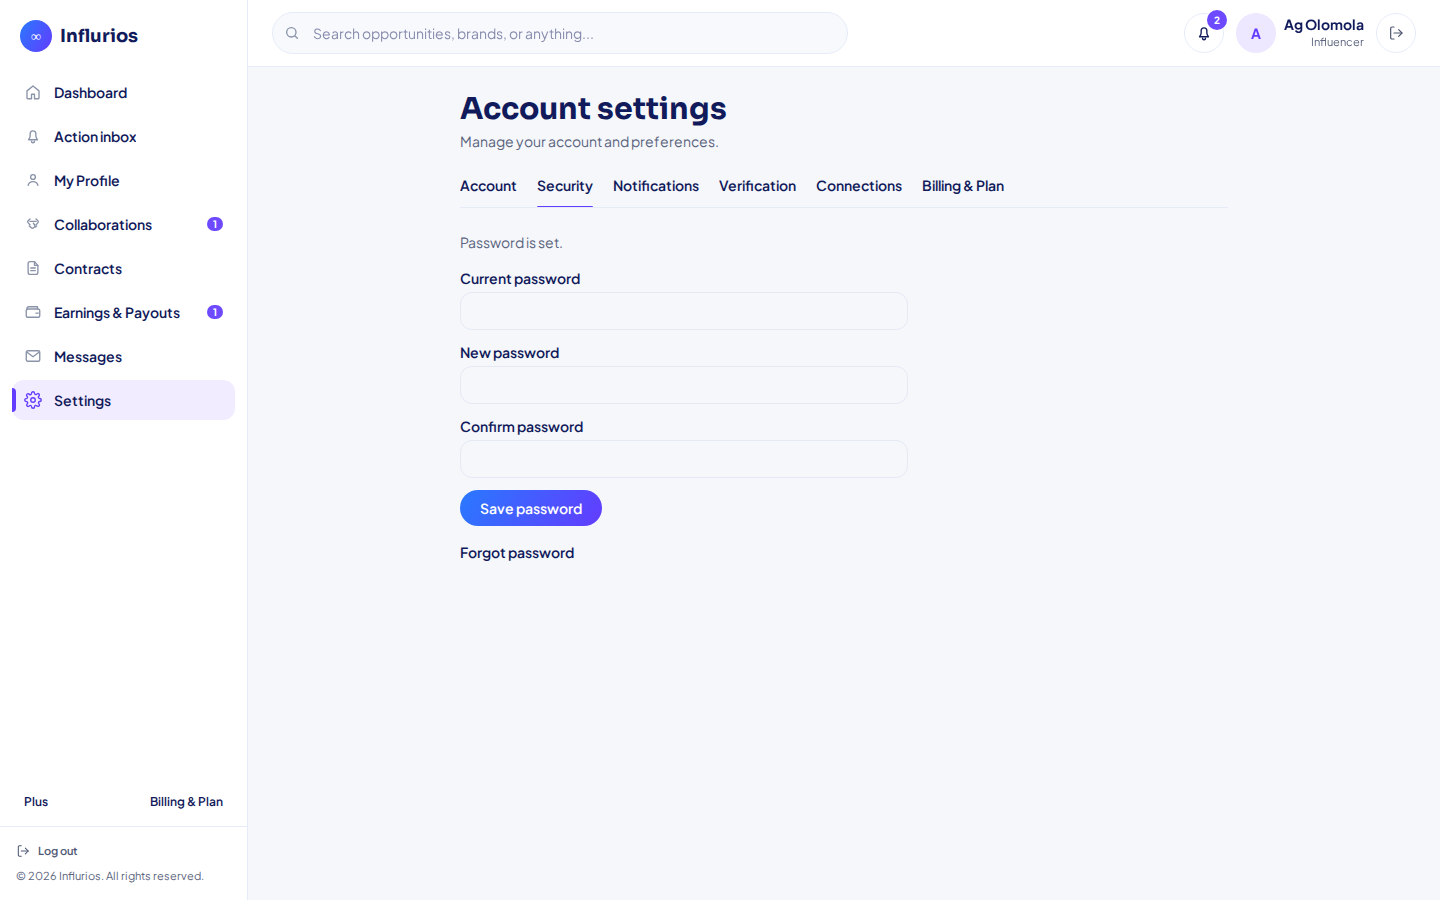 ∞ Influrios
Search opportunities, brands, or anything...
2
A
Ag Olomola
Influencer
Dashboard
Action inbox
My Profile
Collaborations 1
Contracts
Earnings & Payouts 1
Messages
Settings
Account settings
Manage your account and preferences.
Account Security Notifications Verification Connections Billing & Plan
Password is set.
Current password
New password
Confirm password
Save password
Forgot password
Plus Billing & Plan
Log out
© 2026 Influrios. All rights reserved.